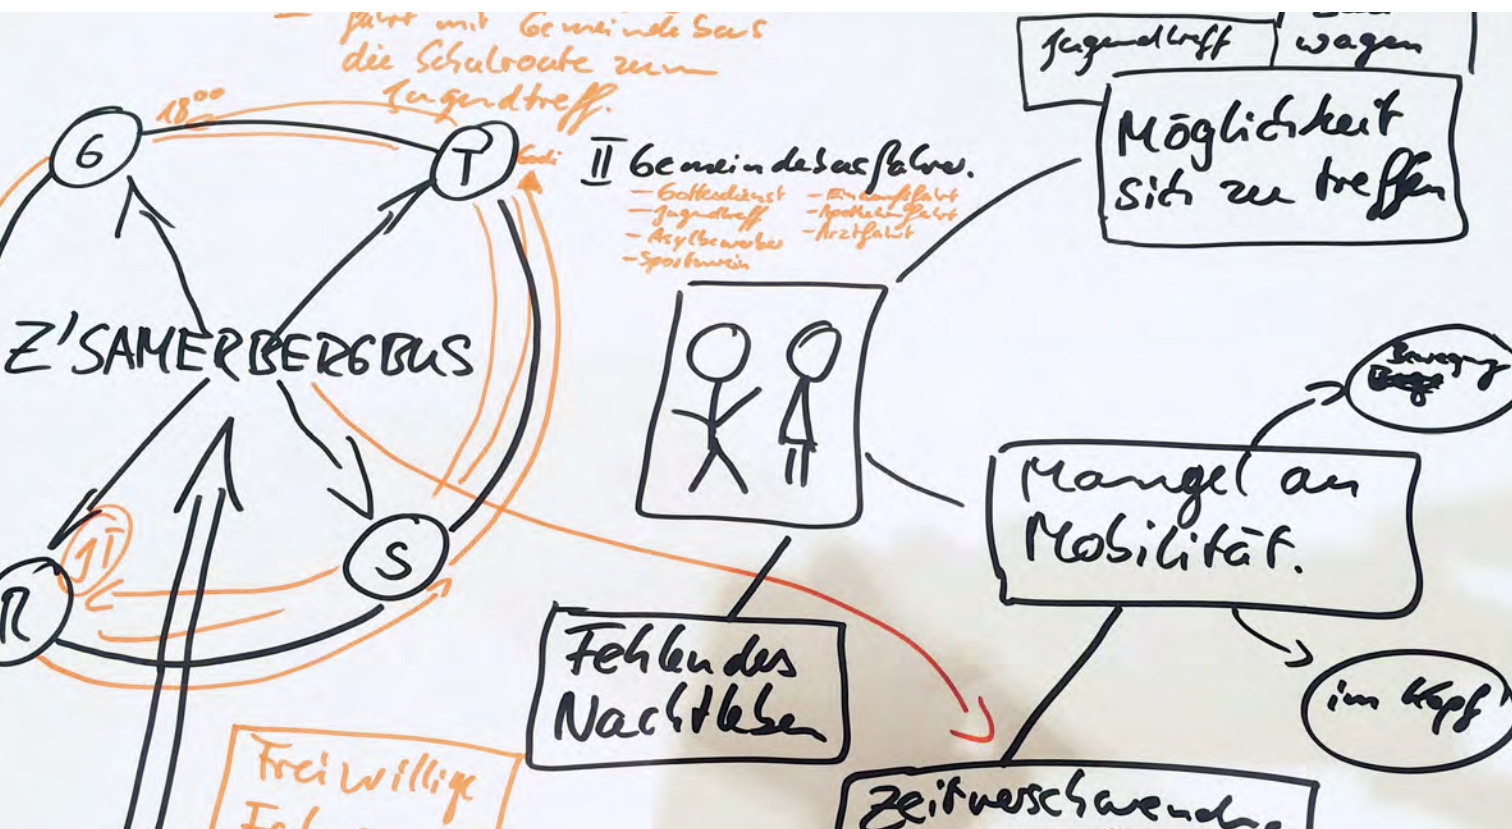 fährt mit Gemeindebus
die Schulroute zum
Jugendtreff.
18⁰⁰
G
T
Z'SAMERBERGBUS
R
S
II Gemeindebusfahrer.
– Gottesdienst
– Jugendtreff
– Asylbewerber
– Sportverein
– Einkaufsfahrt
– Apothekenfahrt
– Arztfahrt
Jugendtreff
wagen
Möglichkeit
sich zu treffen
Bewegung
Mangel an
Mobilität.
im Kopf
Fehlendes
Nachtleben
Freiwillige
Zeitverschwendung